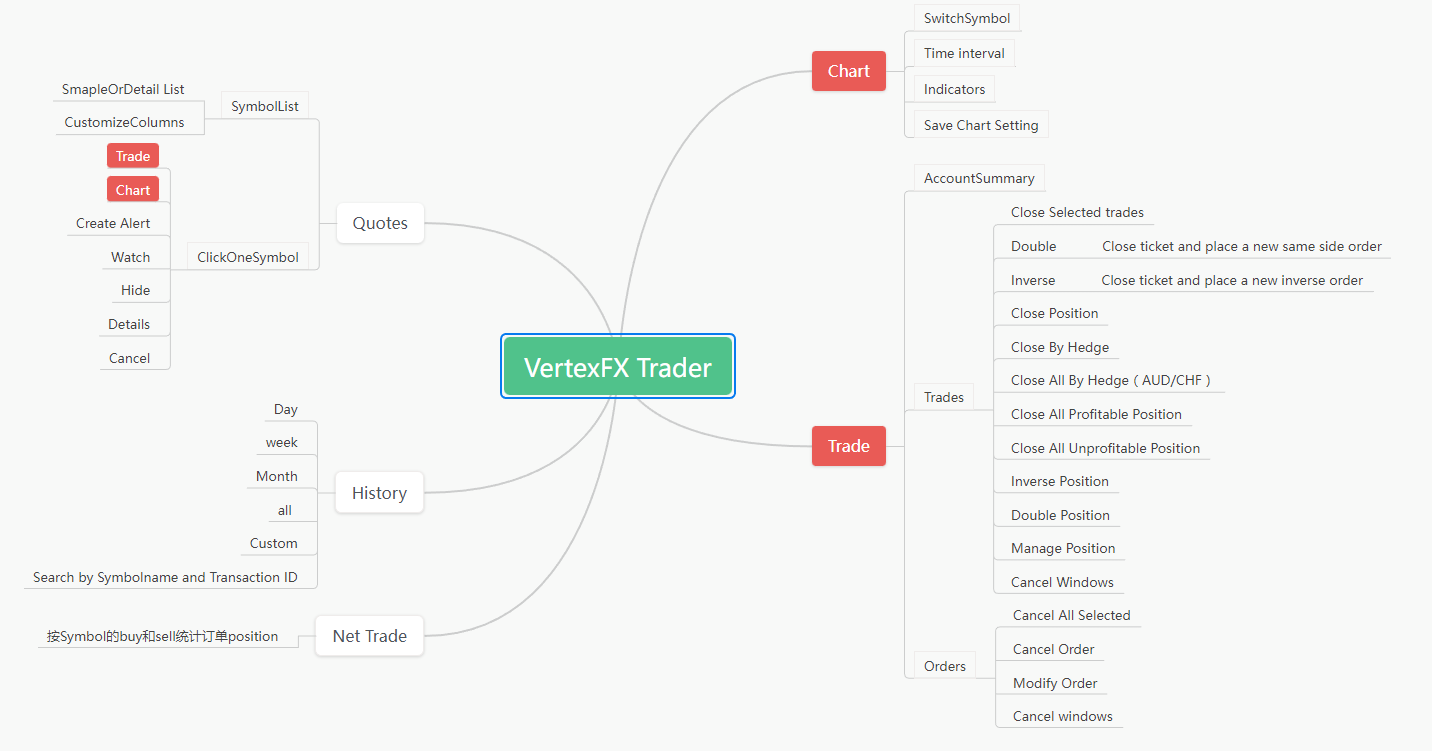 VertexFX Trader
Chart
SwitchSymbol
Time interval
Indicators
Save Chart Setting
Trade
AccountSummary
Trades
Close Selected trades
Double Close ticket and place a new same side order
Inverse Close ticket and place a new inverse order
Close Position
Close By Hedge
Close All By Hedge ( AUD/CHF )
Close All Profitable Position
Close All Unprofitable Position
Inverse Position
Double Position
Manage Position
Cancel Windows
Orders
Cancel All Selected
Cancel Order
Modify Order
Cancel windows
Quotes
SymbolList
SmapleOrDetail List
CustomizeColumns
ClickOneSymbol
Trade
Chart
Create Alert
Watch
Hide
Details
Cancel
History
Day
week
Month
all
Custom
Search by Symbolname and Transaction ID
Net Trade
按Symbol的buy和sell统计订单position